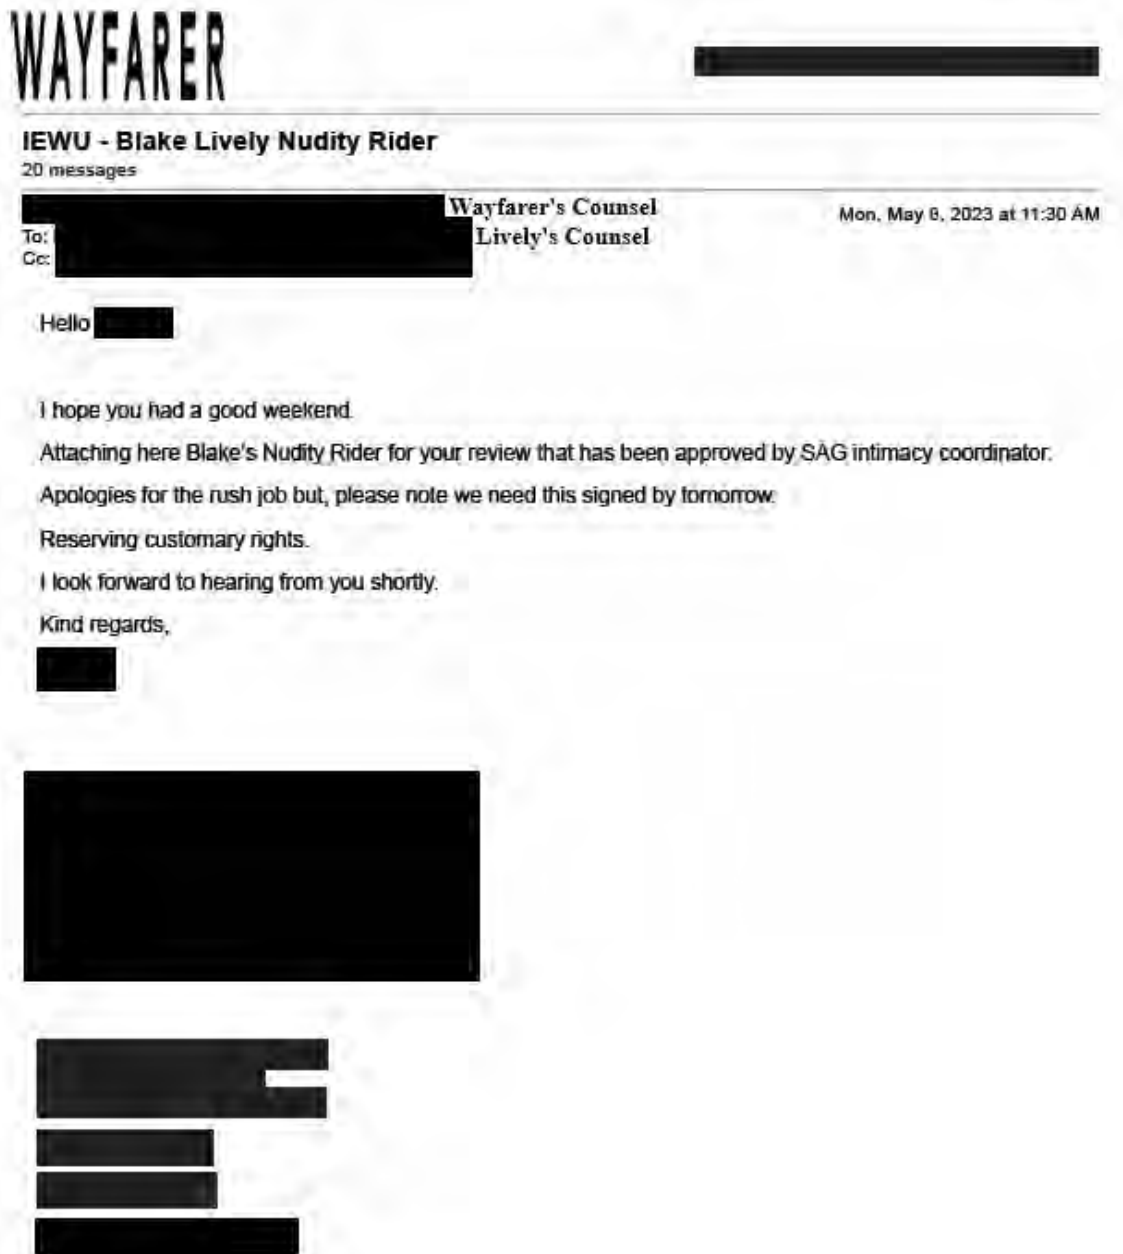 WAYFARER
IEWU - Blake Lively Nudity Rider
20 messages
Wayfarer's Counsel
Mon, May 8, 2023 at 11:30 AM
To: Lively's Counsel
Cc:
Hello
I hope you had a good weekend.
Attaching here Blake's Nudity Rider for your review that has been approved by SAG intimacy coordinator.
Apologies for the rush job but, please note we need this signed by tomorrow.
Reserving customary rights.
I look forward to hearing from you shortly.
Kind regards,